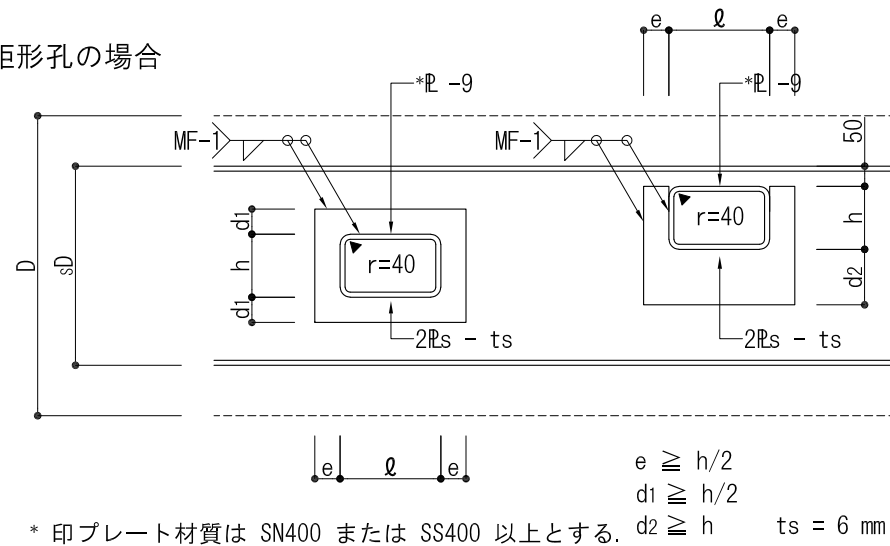 矩形孔の場合
e ℓ e
*PL -9
*PL -9
MF-1
MF-1
50
d1
h
d1
r=40
r=40
h
d2
D
sD
2PLs - ts
2PLs - ts
e ℓ e
e ≧ h/2
d1 ≧ h/2
d2 ≧ h ts = 6 mm
* 印プレート材質は SN400 または SS400 以上とする.